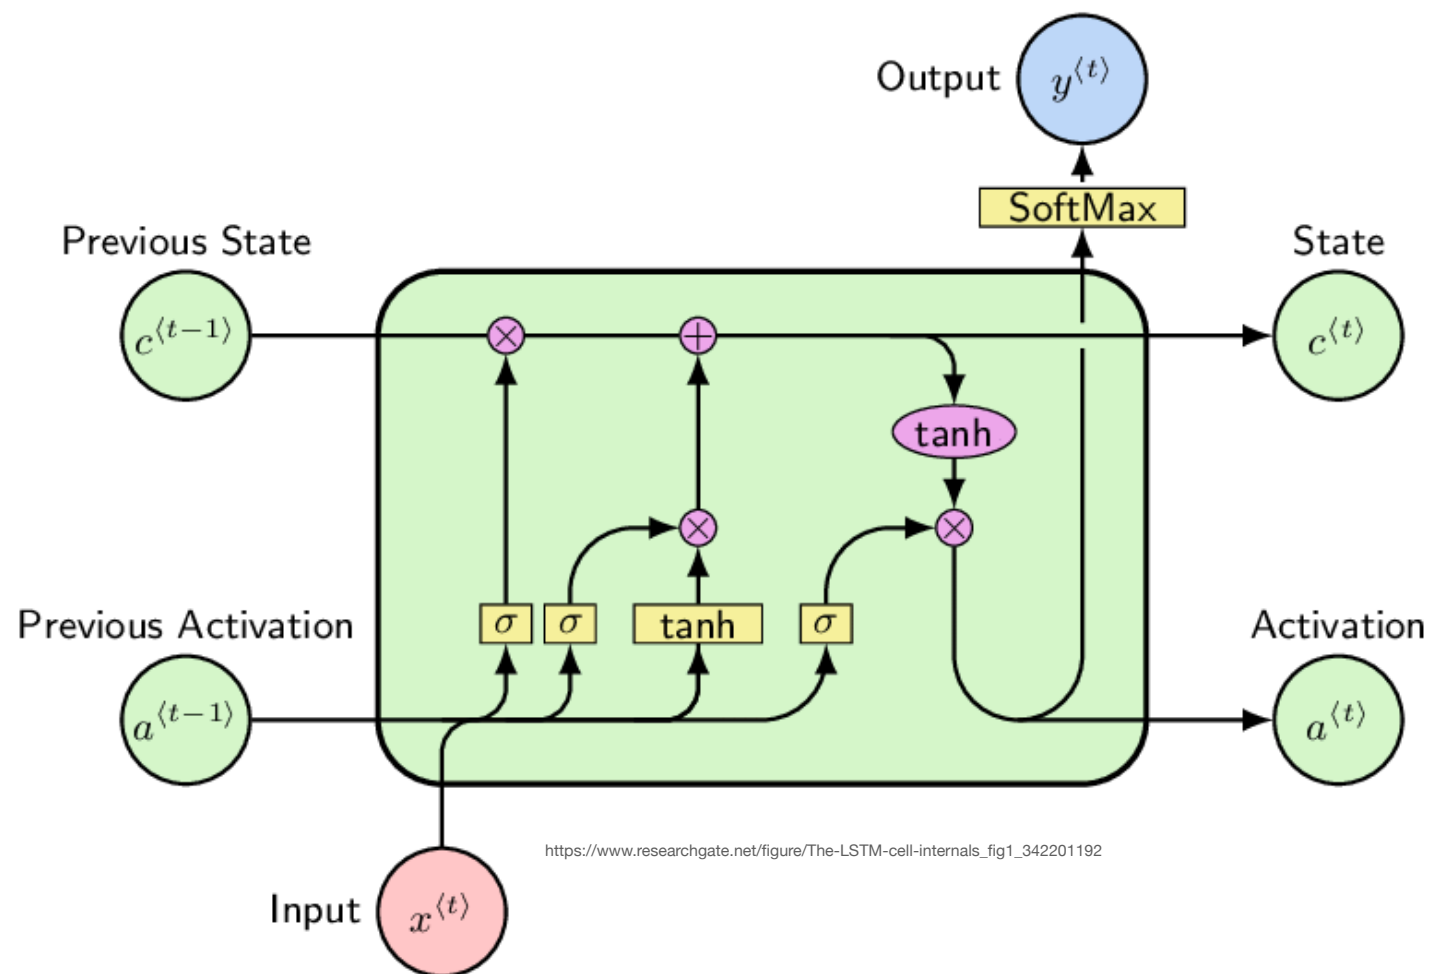 Output
y⟨t⟩
SoftMax
Previous State
State
c⟨t−1⟩
×
+
c⟨t⟩
tanh
×
×
Previous Activation
σ
σ
tanh
σ
Activation
a⟨t−1⟩
a⟨t⟩
https://www.researchgate.net/figure/The-LSTM-cell-internals_fig1_342201192
Input
x⟨t⟩